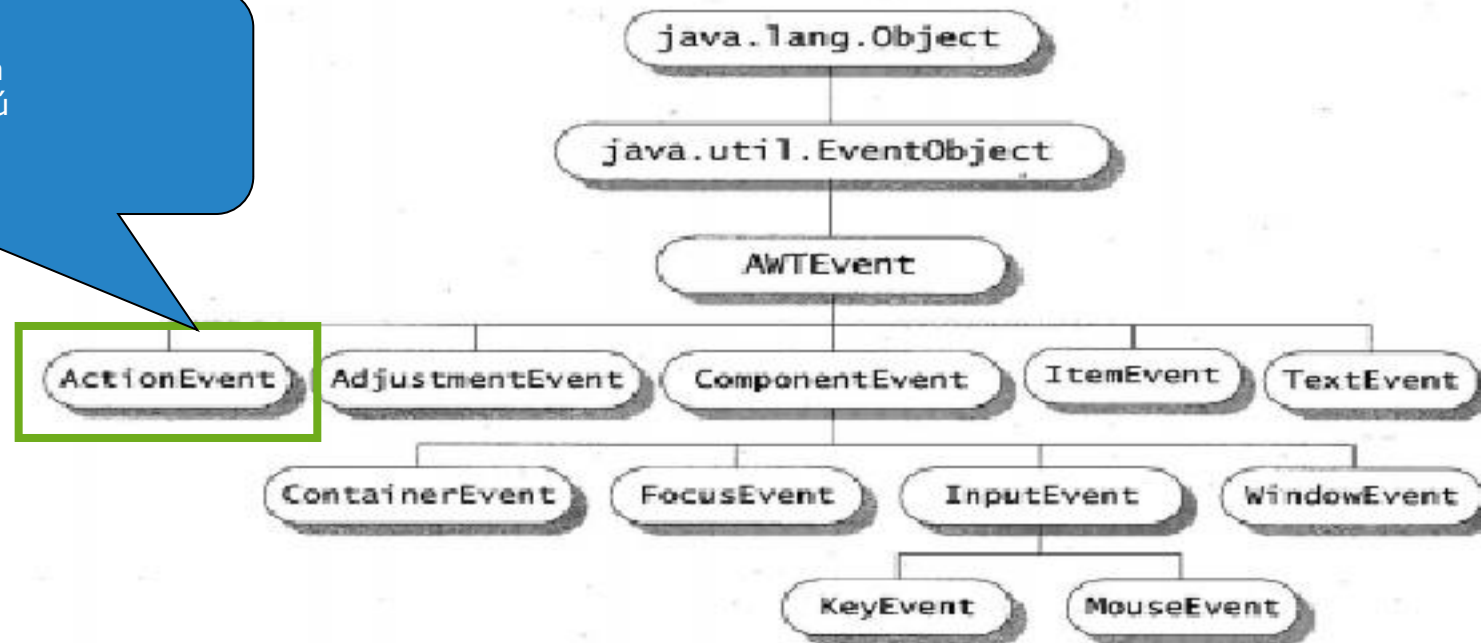 java.lang.Object
ú
java.util.EventObject
AWTEvent
ActionEvent
AdjustmentEvent
ComponentEvent
ItemEvent
TextEvent
ContainerEvent
FocusEvent
InputEvent
WindowEvent
KeyEvent
MouseEvent